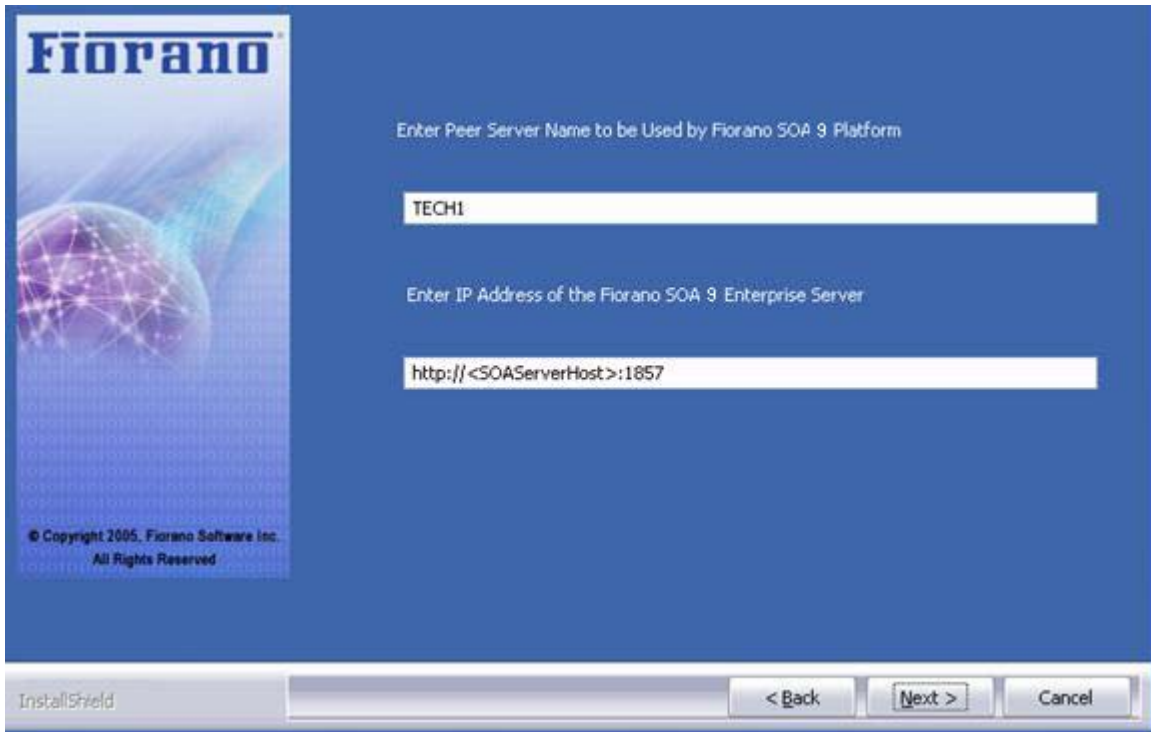 Fiorano
Enter Peer Server Name to be Used by Fiorano SOA 9 Platform
TECH1
Enter IP Address of the Fiorano SOA 9 Enterprise Server
http://<SOAServerHost>:1857
© Copyright 2005, Fiorano Software Inc.
All Rights Reserved
InstallShield
< Back
Next >
Cancel